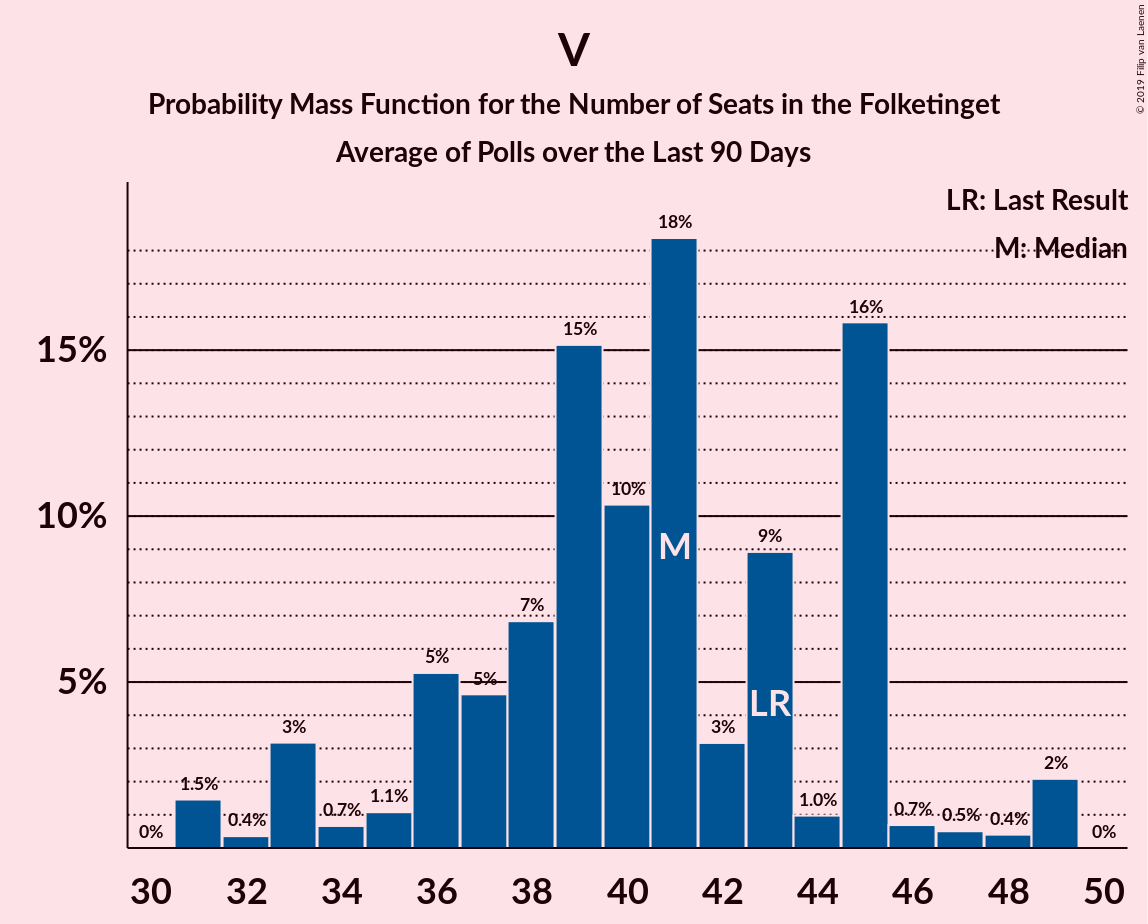 V
Probability Mass Function for the Number of Seats in the Folketinget
Average of Polls over the Last 90 Days
© 2019 Filip van Laenen
LR: Last Result
M: Median
18%
16%
15%
15%
10%
10%
9%
M
7%
5%
5%
5%
LR
3%
3%
2%
1.5%
1.1%
1.0%
0.7%
0.7%
0.5%
0.4%
0.4%
0%
0%
30 32 34 36 38 40 42 44 46 48 50